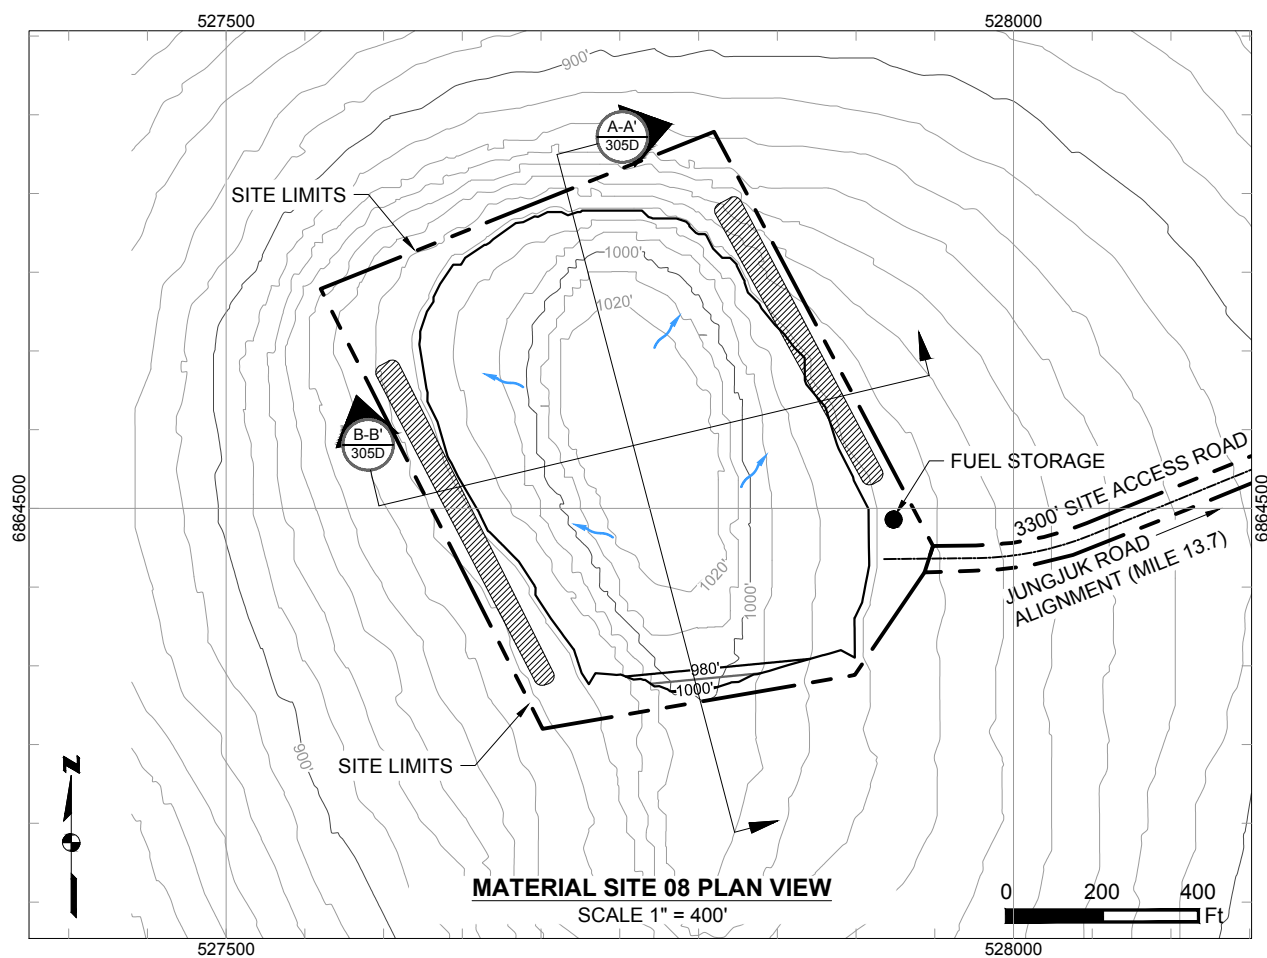 527500
528000
900'
A-A'
305D
SITE LIMITS
1000'
1020'
B-B'
305D
FUEL STORAGE
3300' SITE ACCESS ROAD
6864500
6864500
JUNGJUK ROAD
ALIGNMENT (MILE 13.7)
1020'
1000'
980'
1000'
SITE LIMITS
900'
N
MATERIAL SITE 08 PLAN VIEW
SCALE 1" = 400'
0 200 400
Ft
527500
528000